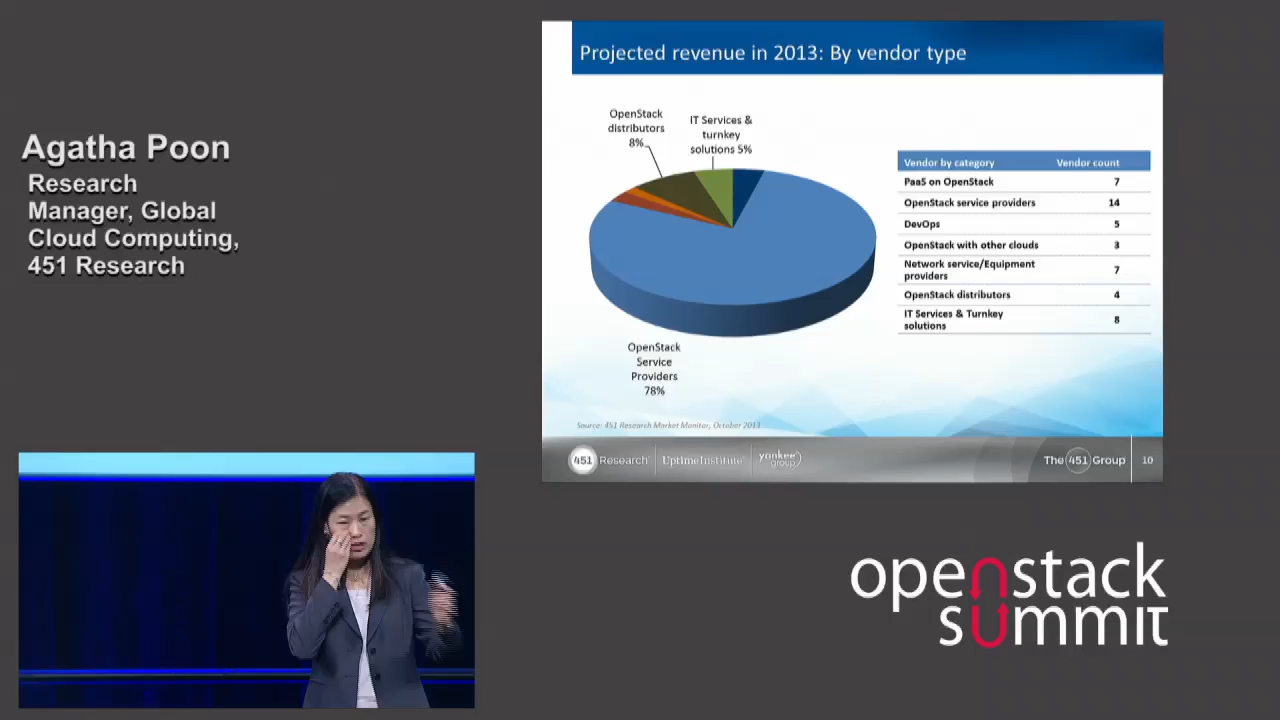 Agatha Poon
Research
Manager, Global
Cloud Computing,
451 Research
Projected revenue in 2013: By vendor type
OpenStack
distributors
8%
IT Services &
turnkey
solutions 5%
OpenStack
Service
Providers
78%
Vendor by category Vendor count
PaaS on OpenStack 7
OpenStack service providers 14
DevOps 5
OpenStack with other clouds 3
Network service/Equipment
providers 7
OpenStack distributors 4
IT Services & Turnkey
solutions 8
Source: 451 Research Market Monitor, October 2013
451 Research UptimeInstitute yankee group
The 451 Group 10
openstack
summit